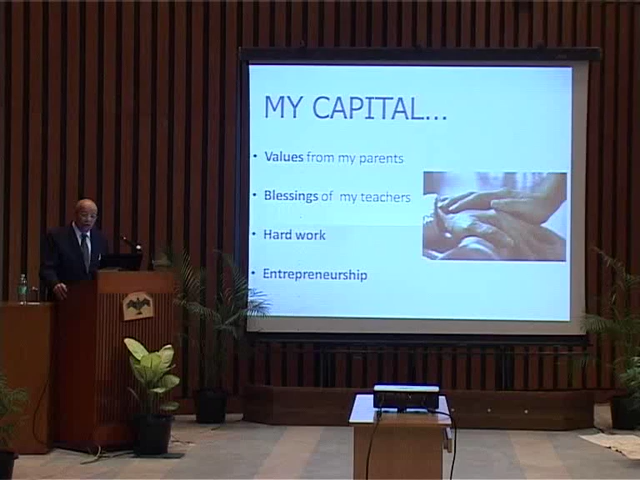 MY CAPITAL...
• Values from my parents
• Blessings of my teachers
• Hard work
• Entrepreneurship